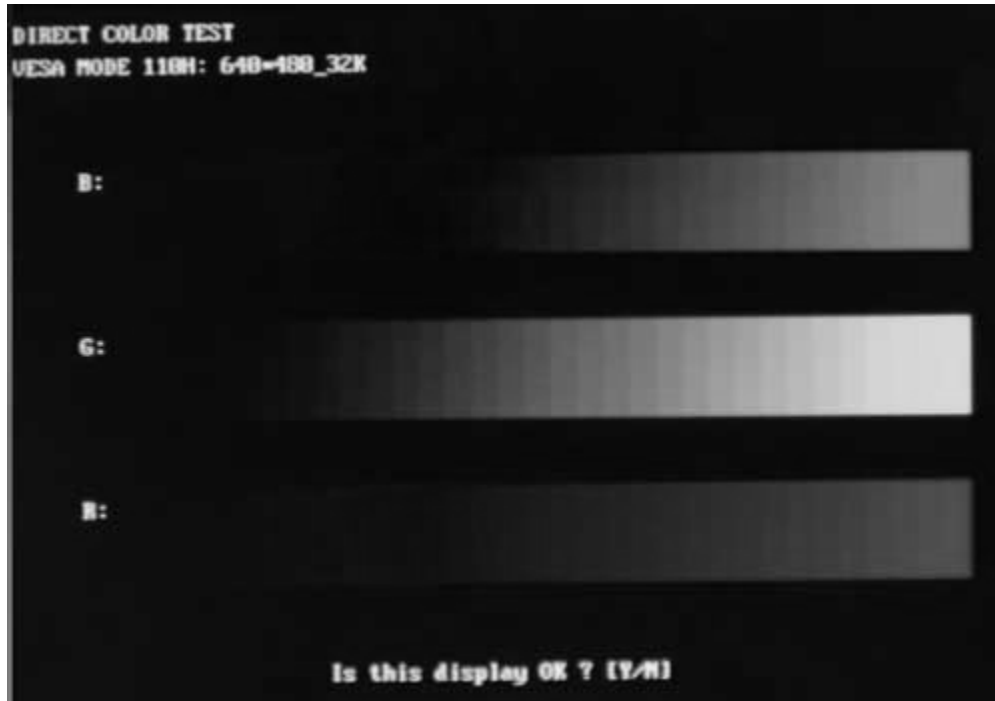 DIRECT COLOR TEST
VESA MODE 110H: 640*480_32K
B:
G:
R:
Is this display OK ? [Y/N]